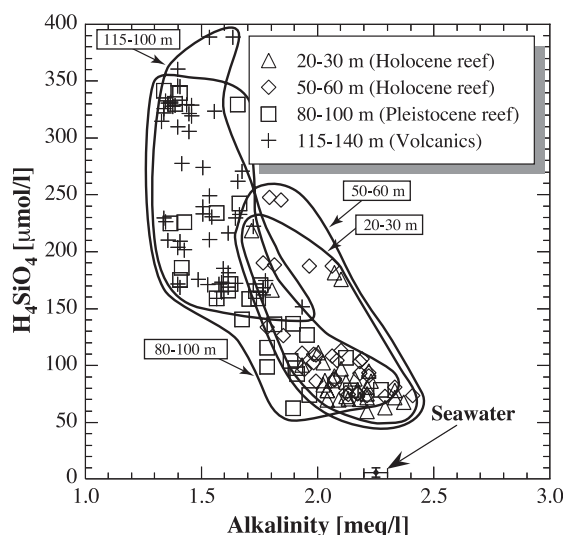 H₄SiO₄ [μmol/l]
400
350
300
250
200
150
100
50
0
115-100 m
20-30 m (Holocene reef)
50-60 m (Holocene reef)
80-100 m (Pleistocene reef)
115-140 m (Volcanics)
50-60 m
20-30 m
80-100 m
Seawater
1.0 1.5 2.0 2.5 3.0
Alkalinity [meq/l]